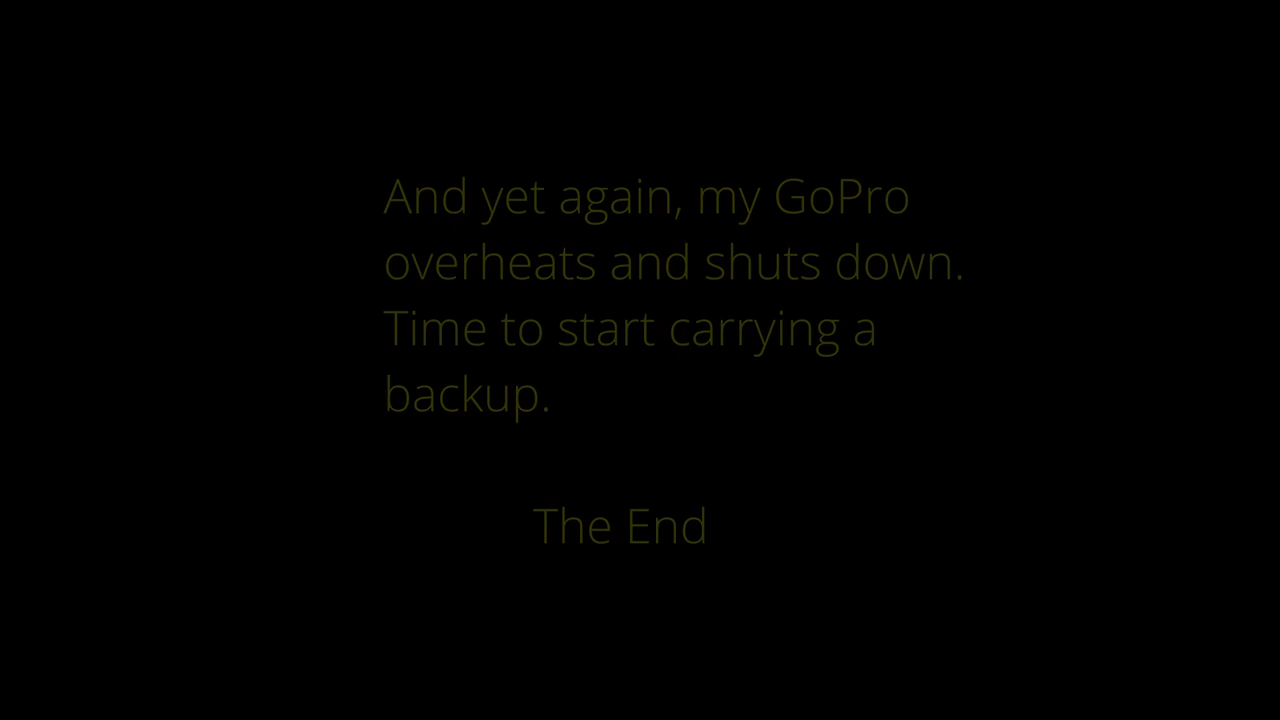 And yet again, my GoPro
overheats and shuts down.
Time to start carrying a
backup.
The End